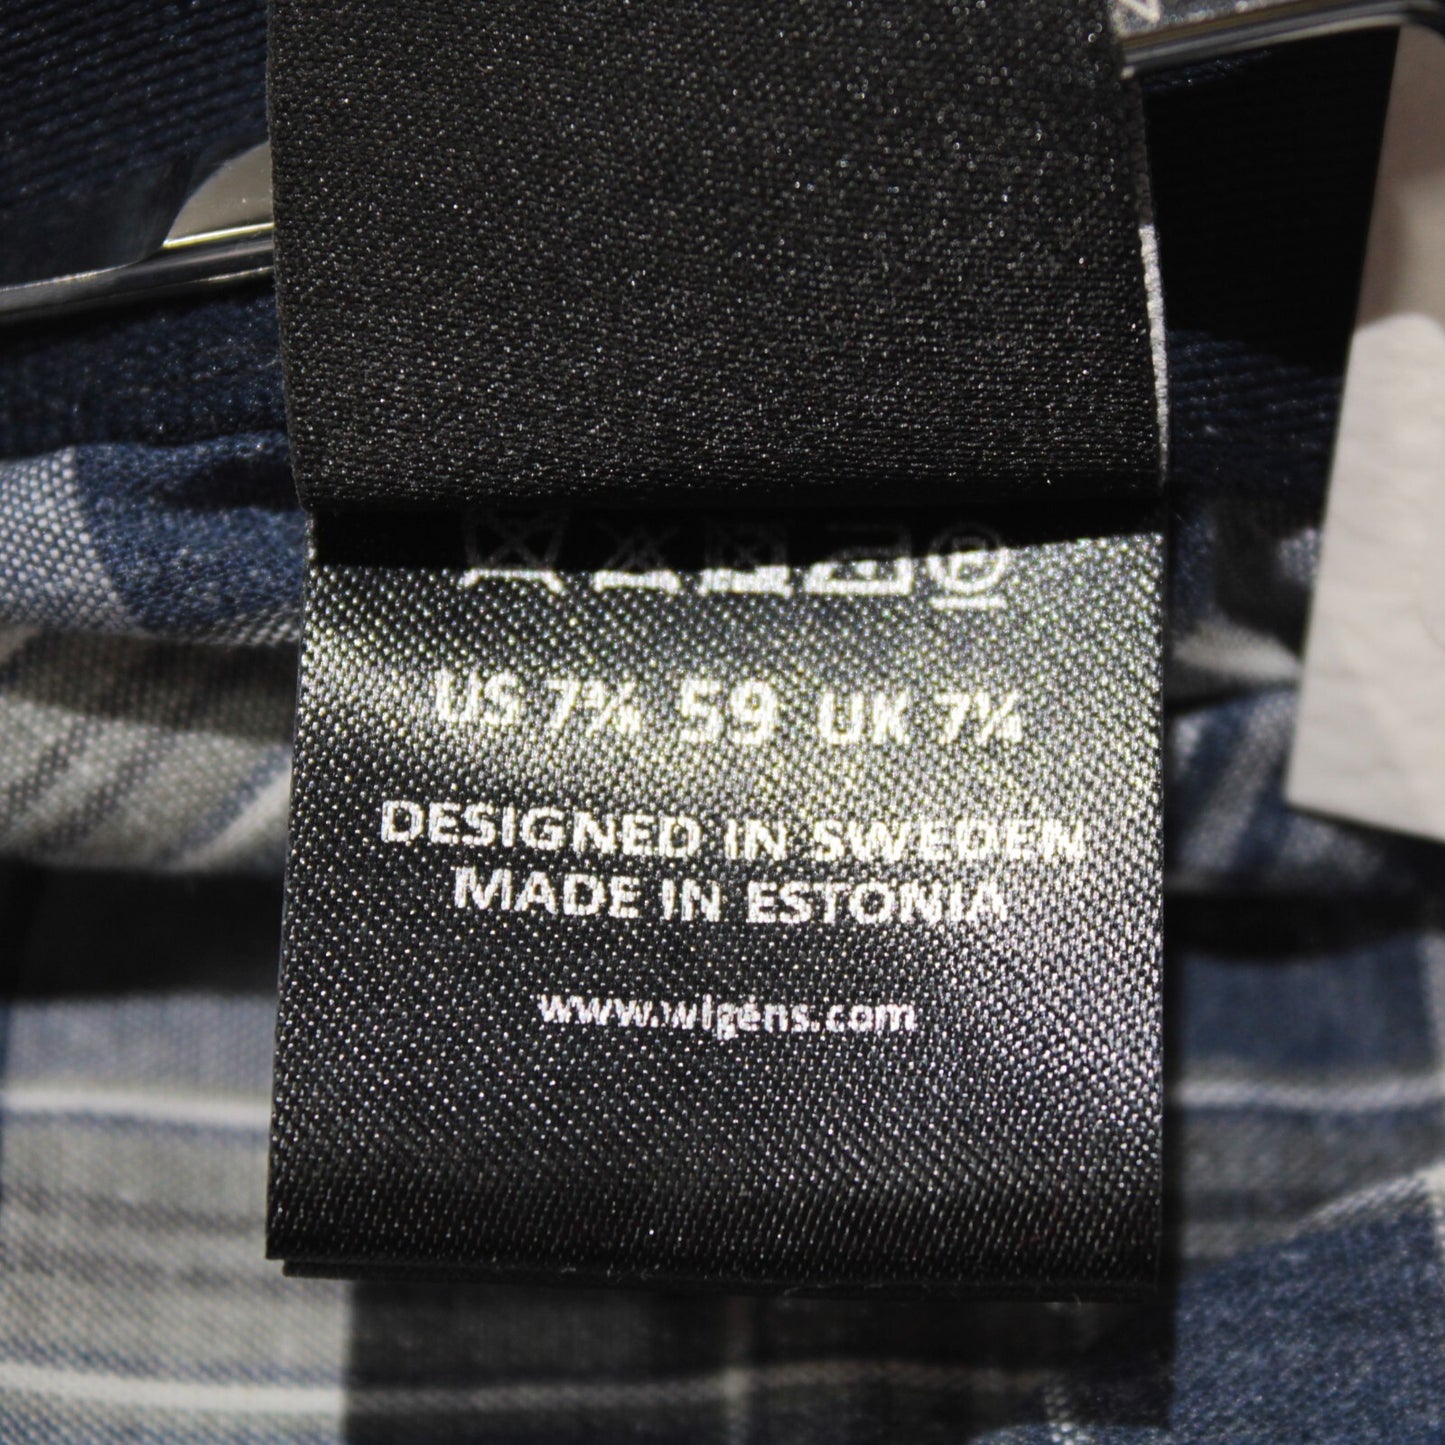 US 7⅜ 59 UK 7¼
DESIGNED IN SWEDEN
MADE IN ESTONIA
www.wigens.com